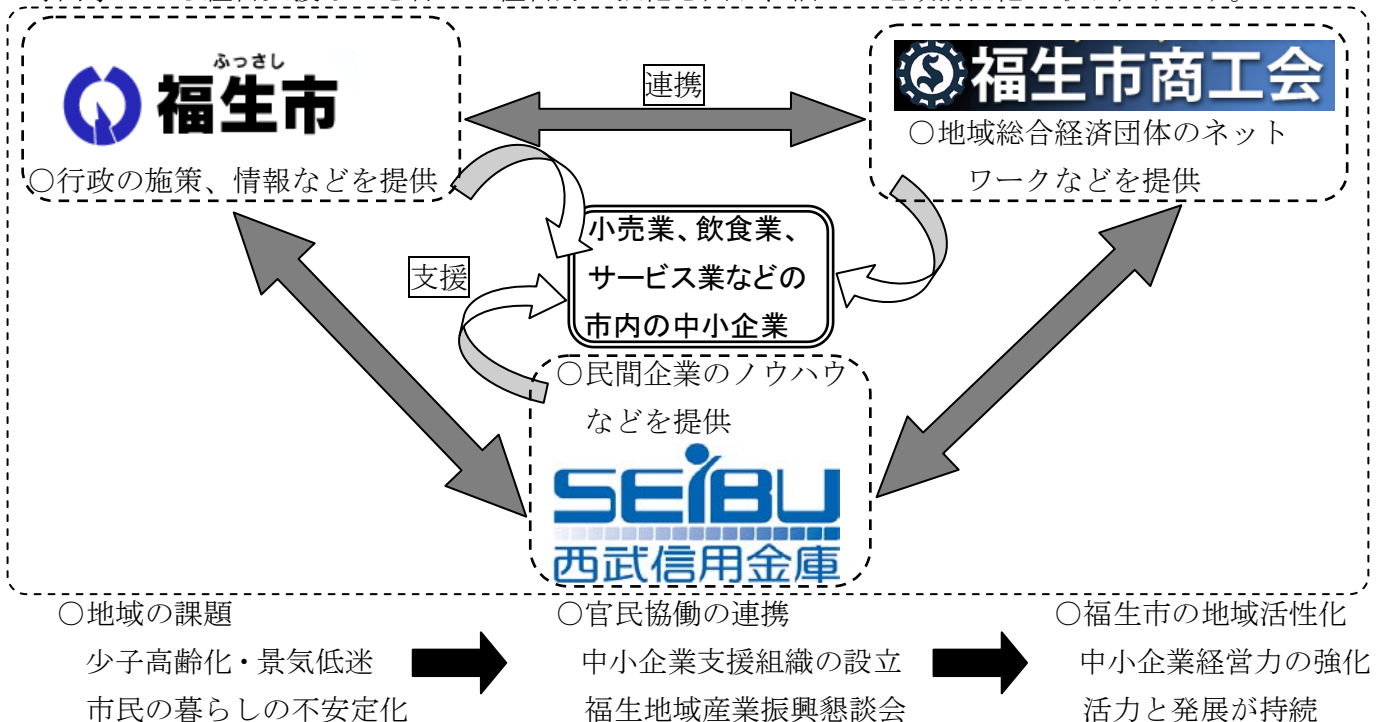 ふっさし
福生市
○行政の施策、情報などを提供
連携
福生市商工会
○地域総合経済団体のネット
ワークなどを提供
小売業、飲食業、
サービス業などの
市内の中小企業
支援
○民間企業のノウハウ
などを提供
SEIBU
西武信用金庫
○地域の課題
少子高齢化・景気低迷
市民の暮らしの不安定化
○官民協働の連携
中小企業支援組織の設立
福生地域産業振興懇談会
○福生市の地域活性化
中小企業経営力の強化
活力と発展が持続